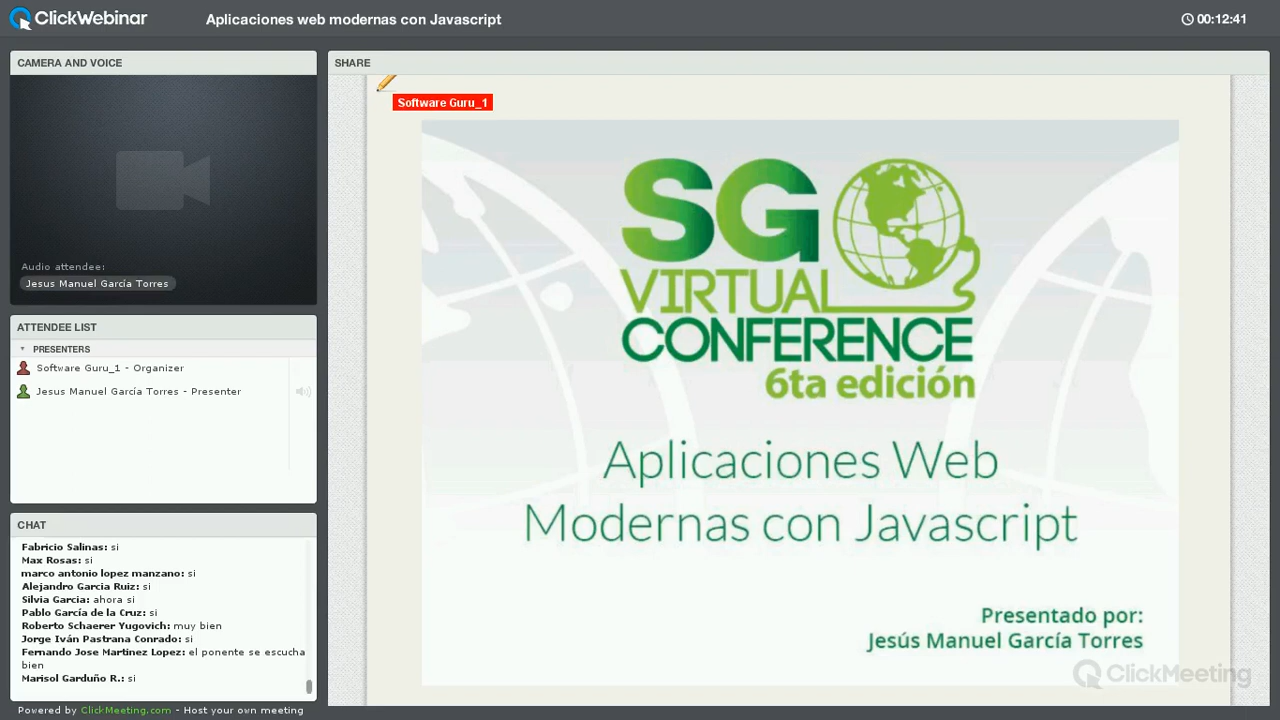 ClickWebinar
Aplicaciones web modernas con Javascript
00:12:41
CAMERA AND VOICE
Audio attendee:
Jesus Manuel García Torres
ATTENDEE LIST
PRESENTERS
Software Guru_1 - Organizer
Jesus Manuel García Torres - Presenter
CHAT
Fabricio Salinas: si
Max Rosas: si
marco antonio lopez manzano: si
Alejandro Garcia Ruiz: si
Silvia Garcia: ahora si
Pablo García de la Cruz: si
Roberto Schaerer Yugovich: muy bien
Jorge Iván Pastrana Conrado: si
Fernando Jose Martinez Lopez: el ponente se escucha
bien
Marisol Garduño R.: si
Powered by ClickMeeting.com - Host your own meeting
SHARE
Software Guru_1
SG
VIRTUAL
CONFERENCE
6ta edición
Aplicaciones Web
Modernas con Javascript
Presentado por:
Jesús Manuel García Torres
ClickMeeting